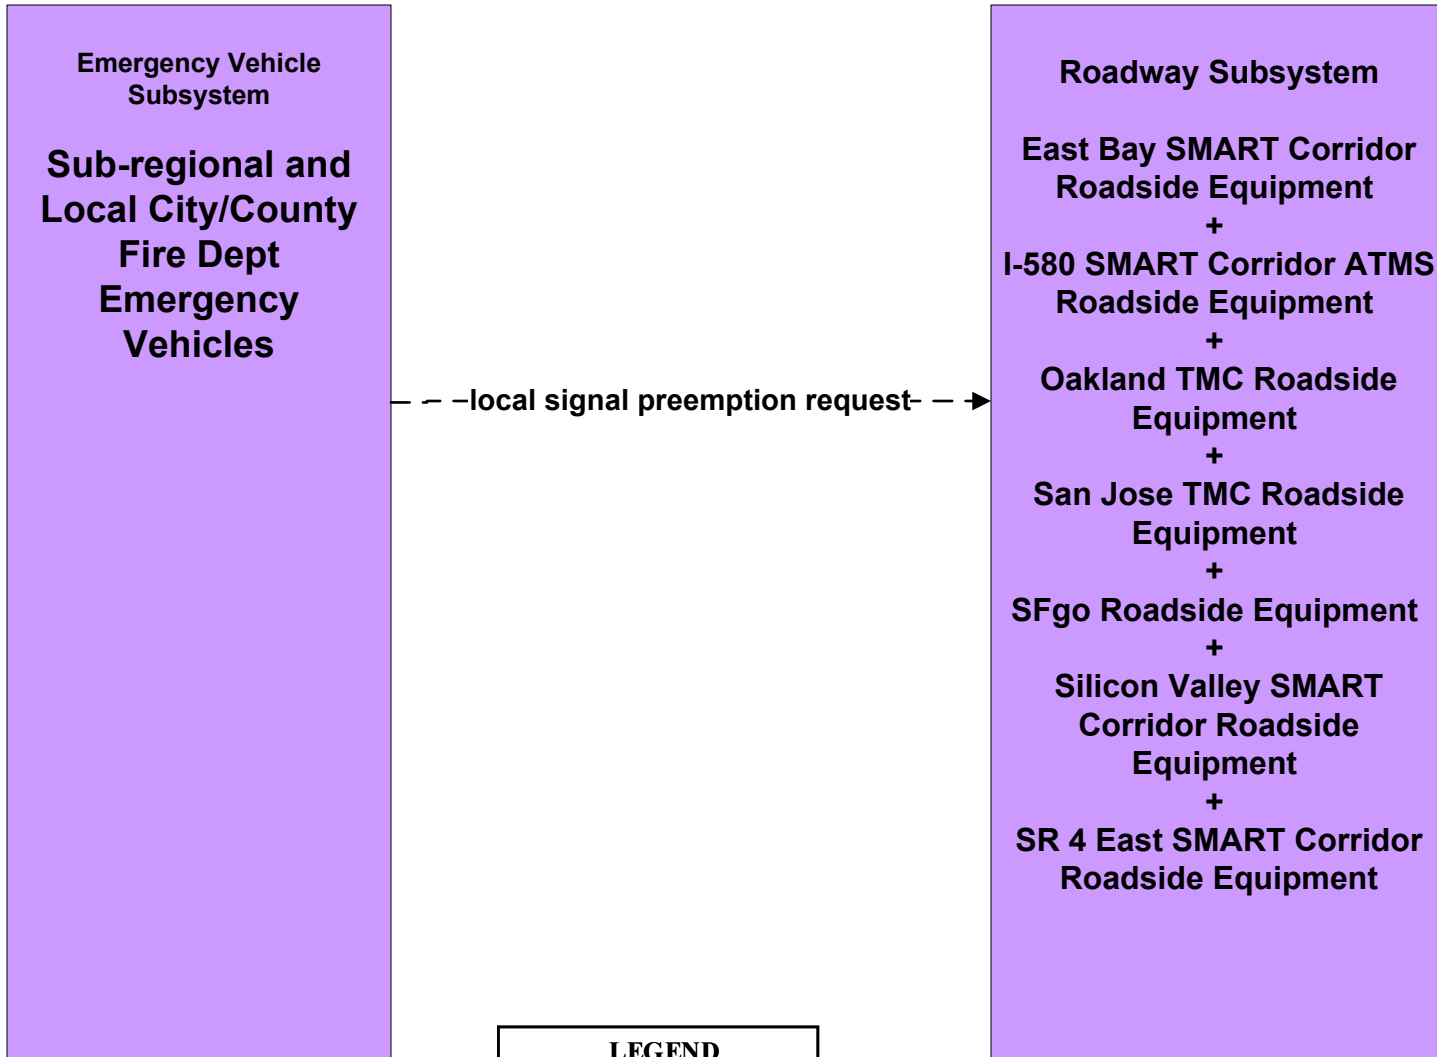 Emergency Vehicle
Subsystem
Sub-regional and
Local City/County
Fire Dept
Emergency
Vehicles
local signal preemption request
Roadway Subsystem
East Bay SMART Corridor
Roadside Equipment
+
I-580 SMART Corridor ATMS
Roadside Equipment
+
Oakland TMC Roadside
Equipment
+
San Jose TMC Roadside
Equipment
+
SFgo Roadside Equipment
+
Silicon Valley SMART
Corridor Roadside
Equipment
+
SR 4 East SMART Corridor
Roadside Equipment
LEGEND